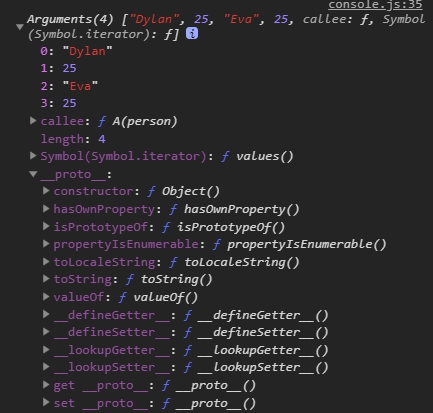 console.js:35
Arguments(4) ["Dylan", 25, "Eva", 25, callee: ƒ, Symbol
(Symbol.iterator): ƒ] i
0: "Dylan"
1: 25
2: "Eva"
3: 25
callee: ƒ A(person)
length: 4
Symbol(Symbol.iterator): ƒ values()
__proto__:
constructor: ƒ Object()
hasOwnProperty: ƒ hasOwnProperty()
isPrototypeOf: ƒ isPrototypeOf()
propertyIsEnumerable: ƒ propertyIsEnumerable()
toLocaleString: ƒ toLocaleString()
toString: ƒ toString()
valueOf: ƒ valueOf()
__defineGetter__: ƒ __defineGetter__()
__defineSetter__: ƒ __defineSetter__()
__lookupGetter__: ƒ __lookupGetter__()
__lookupSetter__: ƒ __lookupSetter__()
get __proto__: ƒ __proto__()
set __proto__: ƒ __proto__()